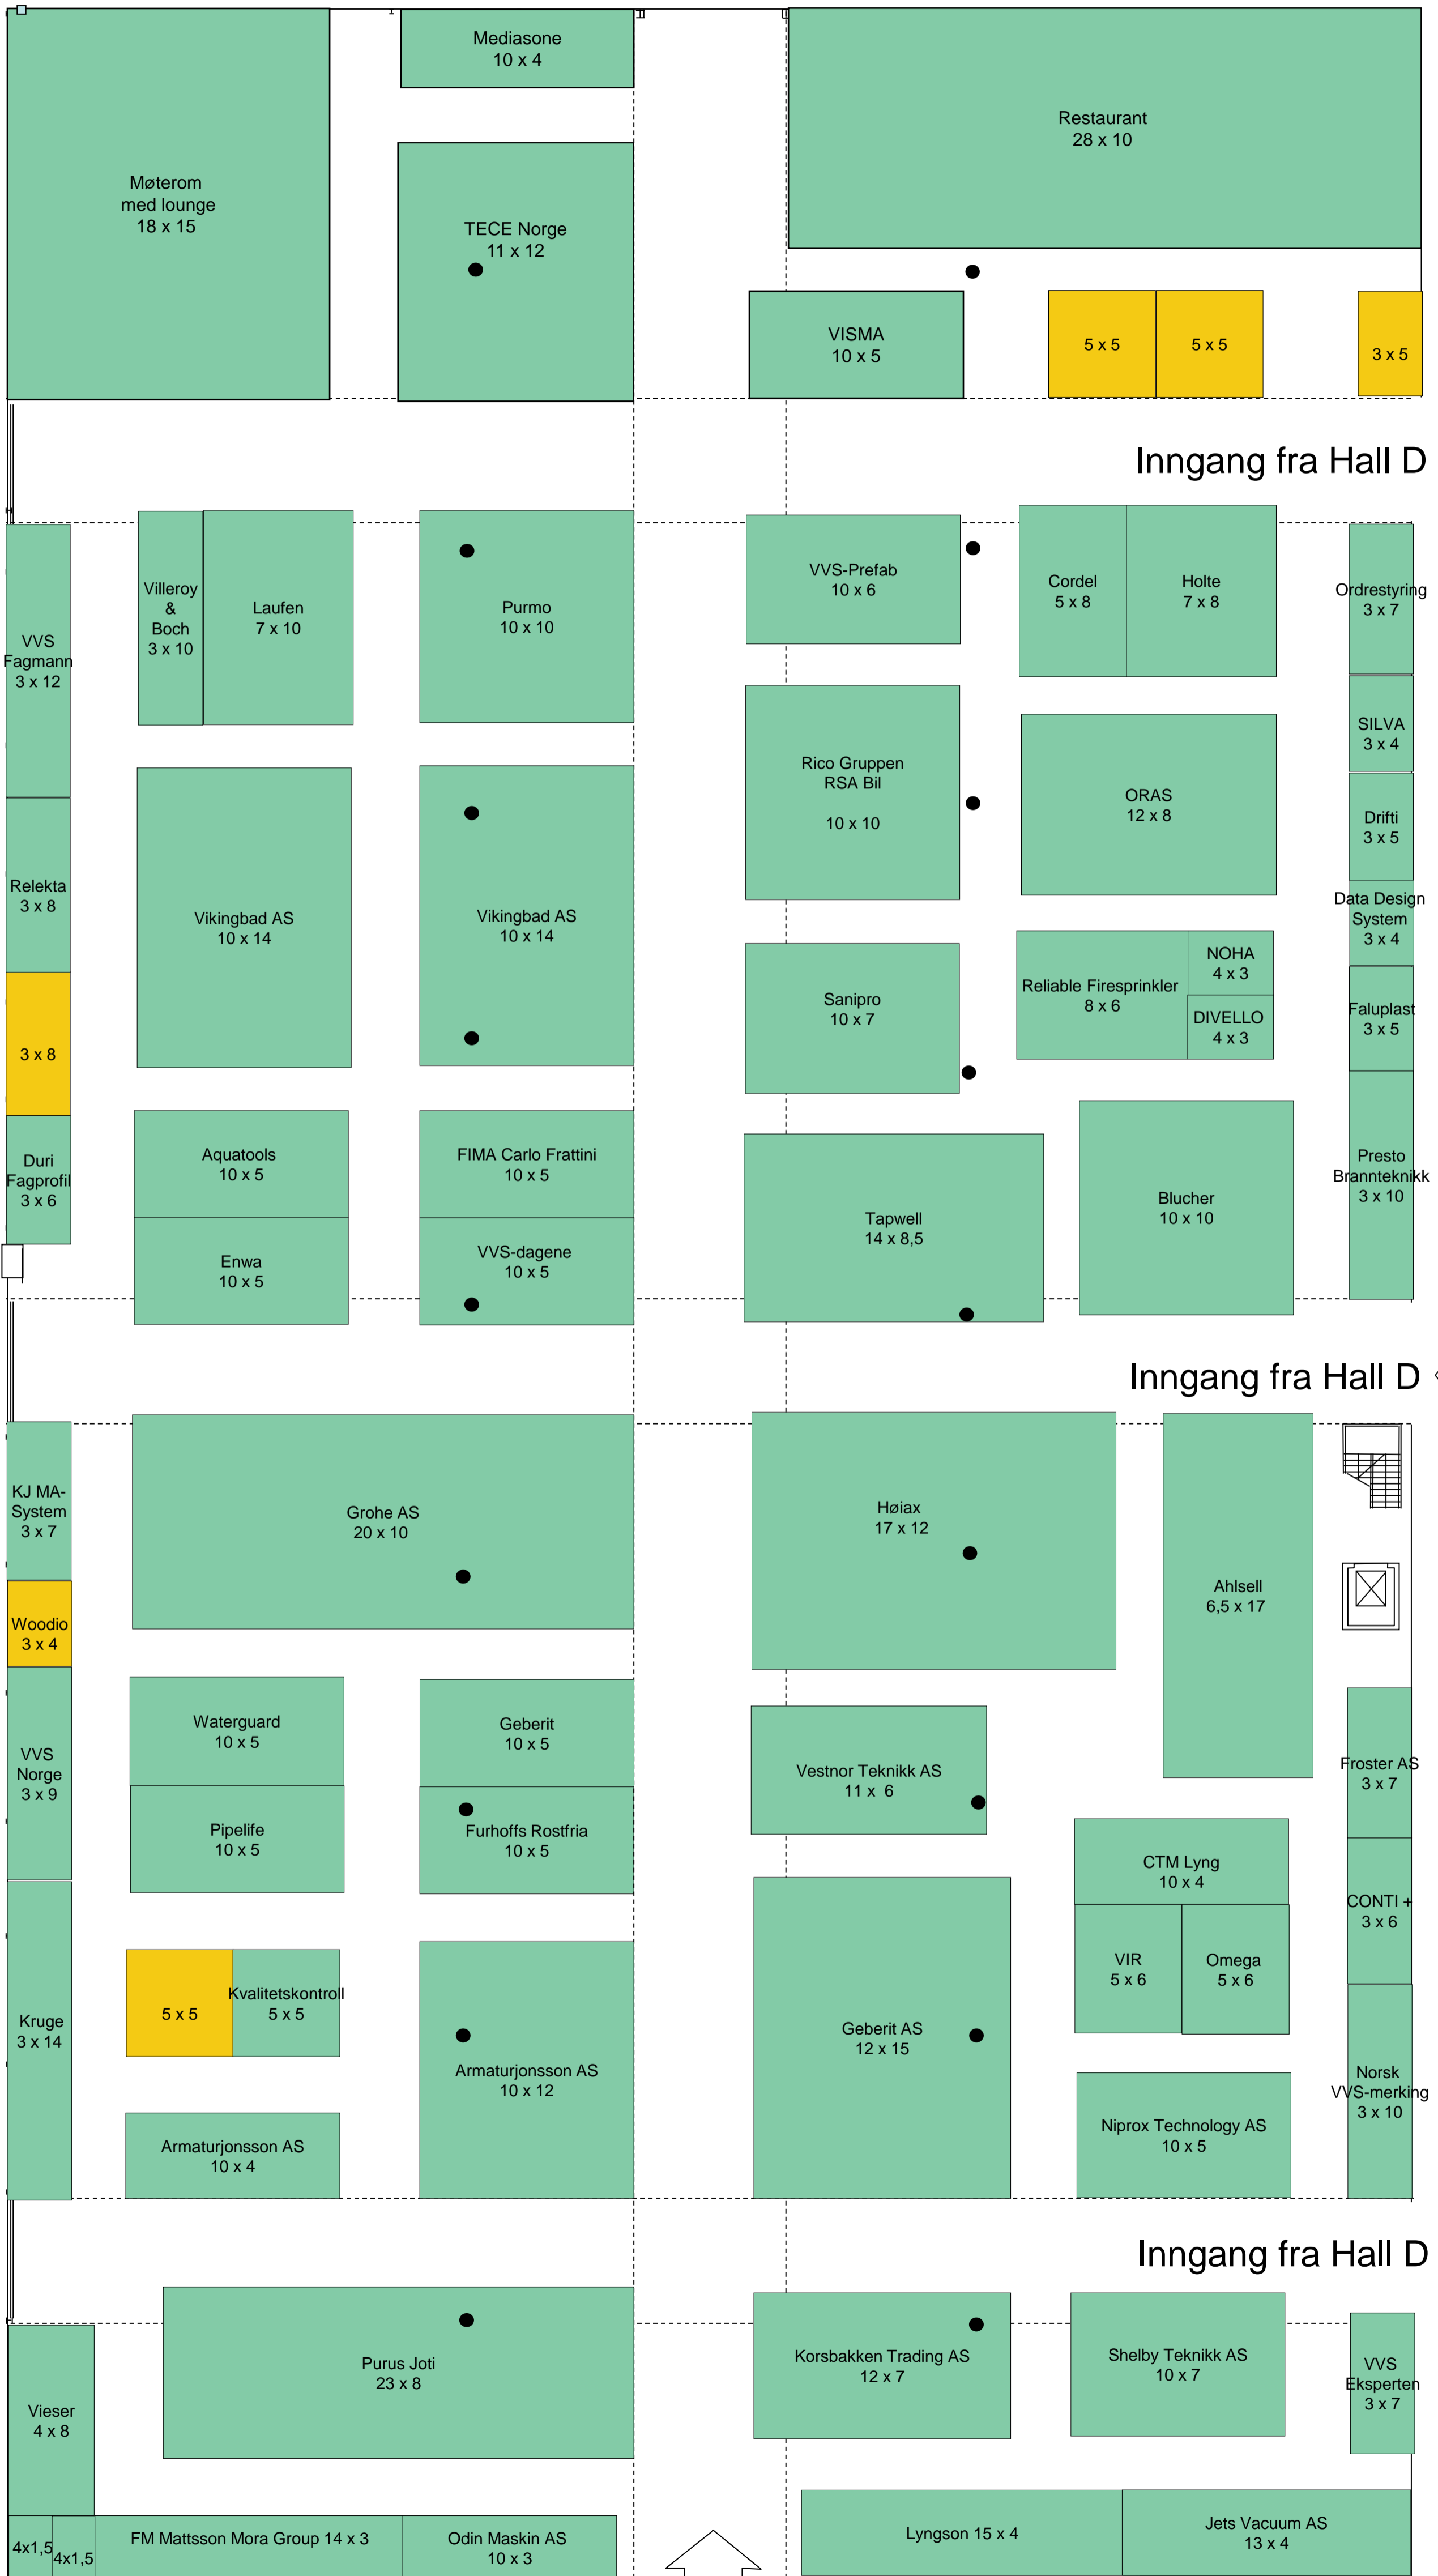 Mediasone
10 x 4
Restaurant
28 x 10
Møterom
med lounge
18 x 15
TECE Norge
11 x 12
VISMA
10 x 5
5 x 5
5 x 5
3 x 5
Inngang fra Hall D
VVS
Fagmann
3 x 12
Villeroy
&
Boch
3 x 10
Laufen
7 x 10
Purmo
10 x 10
VVS-Prefab
10 x 6
Cordel
5 x 8
Holte
7 x 8
Ordrestyring
3 x 7
SILVA
3 x 4
Rico Gruppen
RSA Bil
10 x 10
ORAS
12 x 8
Drifti
3 x 5
Relekta
3 x 8
Vikingbad AS
10 x 14
Vikingbad AS
10 x 14
Data Design
System
3 x 4
Sanipro
10 x 7
Reliable Firesprinkler
8 x 6
NOHA
4 x 3
DIVELLO
4 x 3
Faluplast
3 x 5
3 x 8
Duri
Fagprofil
3 x 6
Aquatools
10 x 5
FIMA Carlo Frattini
10 x 5
Enwa
10 x 5
VVS-dagene
10 x 5
Tapwell
14 x 8,5
Blucher
10 x 10
Presto
Brannteknikk
3 x 10
Inngang fra Hall D
KJ MA-
System
3 x 7
Grohe AS
20 x 10
Høiax
17 x 12
Ahlsell
6,5 x 17
Woodio
3 x 4
VVS
Norge
3 x 9
Waterguard
10 x 5
Geberit
10 x 5
Vestnor Teknikk AS
11 x 6
Froster AS
3 x 7
Pipelife
10 x 5
Furhoffs Rostfria
10 x 5
CTM Lyng
10 x 4
CONTI +
3 x 6
VIR
5 x 6
Omega
5 x 6
Kruge
3 x 14
5 x 5
Kvalitetskontroll
5 x 5
Armaturjonsson AS
10 x 12
Geberit AS
12 x 15
Norsk
VVS-merking
3 x 10
Armaturjonsson AS
10 x 4
Niprox Technology AS
10 x 5
Inngang fra Hall D
Purus Joti
23 x 8
Korsbakken Trading AS
12 x 7
Shelby Teknikk AS
10 x 7
VVS
Eksperten
3 x 7
Vieser
4 x 8
4x1,5
4x1,5
FM Mattsson Mora Group 14 x 3
Odin Maskin AS
10 x 3
Lyngson 15 x 4
Jets Vacuum AS
13 x 4